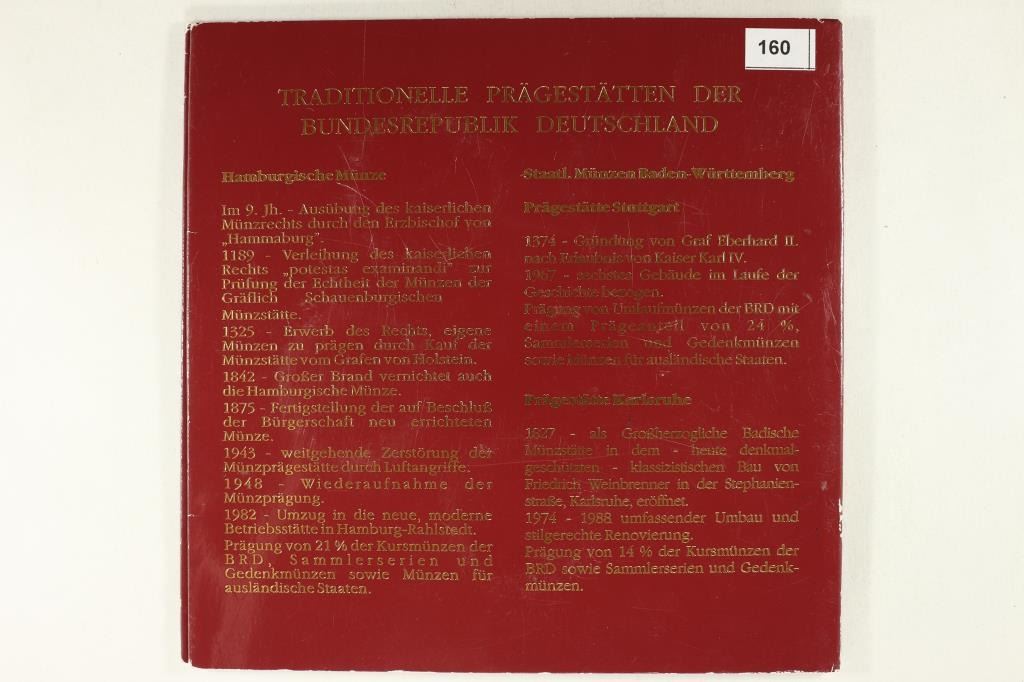 160
TRADITIONELLE PRÄGESTÄTTEN DER
BUNDESREPUBLIK DEUTSCHLAND
Hamburgische Münze
Im 9. Jh. - Ausübung des kaiserlichen
Münzrechts durch den Erzbischof von
„Hammaburg".
1189 - Verleihung des kaiserlichen
Rechts „potestas examinandi" zur
Prüfung der Echtheit der Münzen der
Gräflich Schauenburgischen
Münzstätte.
1325 - Erwerb des Rechts, eigene
Münzen zu prägen durch Kauf der
Münzstätte vom Grafen von Holstein.
1842 - Großer Brand vernichtet auch
die Hamburgische Münze.
1875 - Fertigstellung der auf Beschluß
der Bürgerschaft neu errichteten
Münze.
1943 - weitgehende Zerstörung der
Münzprägestätte durch Luftangriffe.
1948 - Wiederaufnahme der
Münzprägung.
1982 - Umzug in die neue, moderne
Betriebsstätte in Hamburg-Rahlstedt.
Prägung von 21 % der Kursmünzen der
BRD, Sammlerserien und
Gedenkmünzen sowie Münzen für
ausländische Staaten.
Staatl. Münzen Baden-Württemberg
Prägestätte Stuttgart
1374 - Gründung von Graf Eberhard II.
nach Erlaubnis von Kaiser Karl IV.
1967 - sechstes Gebäude im Laufe der
Geschichte bezogen.
Prägung von Umlaufmünzen der BRD mit
einem Prägeanteil von 24 %,
Sammlerserien und Gedenkmünzen
sowie Münzen für ausländische Staaten.
Prägestätte Karlsruhe
1827 - als Großherzogliche Badische
Münzstätte in dem - heute denkmal-
geschützten - klassizistischen Bau von
Friedrich Weinbrenner in der Stephanien-
straße, Karlsruhe, eröffnet.
1974 - 1988 umfassender Umbau und
stilgerechte Renovierung.
Prägung von 14 % der Kursmünzen der
BRD sowie Sammlerserien und Gedenk-
münzen.